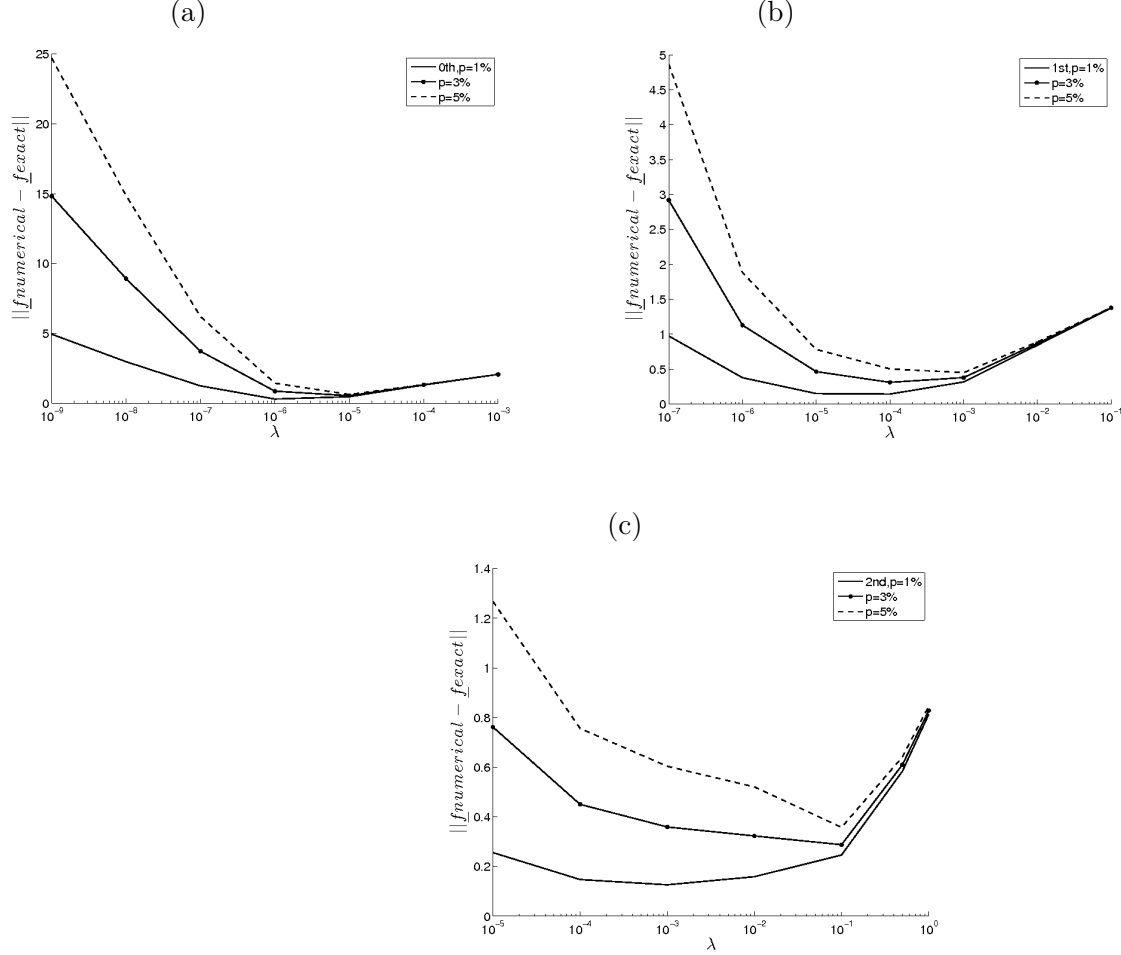 (a)
25
20
15
10
5
0
||f̲numerical − f̲exact||
0th,p=1%
p=3%
p=5%
10⁻⁹ 10⁻⁸ 10⁻⁷ 10⁻⁶ 10⁻⁵ 10⁻⁴ 10⁻³
λ
(b)
5
4.5
4
3.5
3
2.5
2
1.5
1
0.5
0
||f̲numerical − f̲exact||
1st,p=1%
p=3%
p=5%
10⁻⁷ 10⁻⁶ 10⁻⁵ 10⁻⁴ 10⁻³ 10⁻² 10⁻¹
λ
(c)
1.4
1.2
1
0.8
0.6
0.4
0.2
0
||f̲numerical − f̲exact||
2nd,p=1%
p=3%
p=5%
10⁻⁵ 10⁻⁴ 10⁻³ 10⁻² 10⁻¹ 10⁰
λ